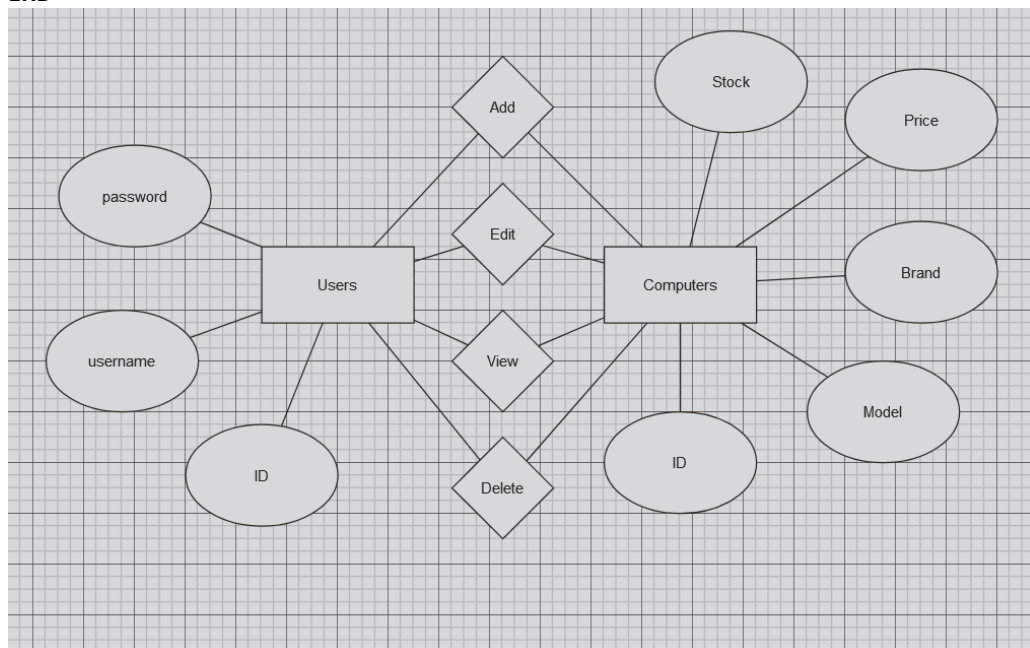 Stock
Add
Price
password
Edit
Brand
Users
Computers
username
View
Model
ID
ID
Delete